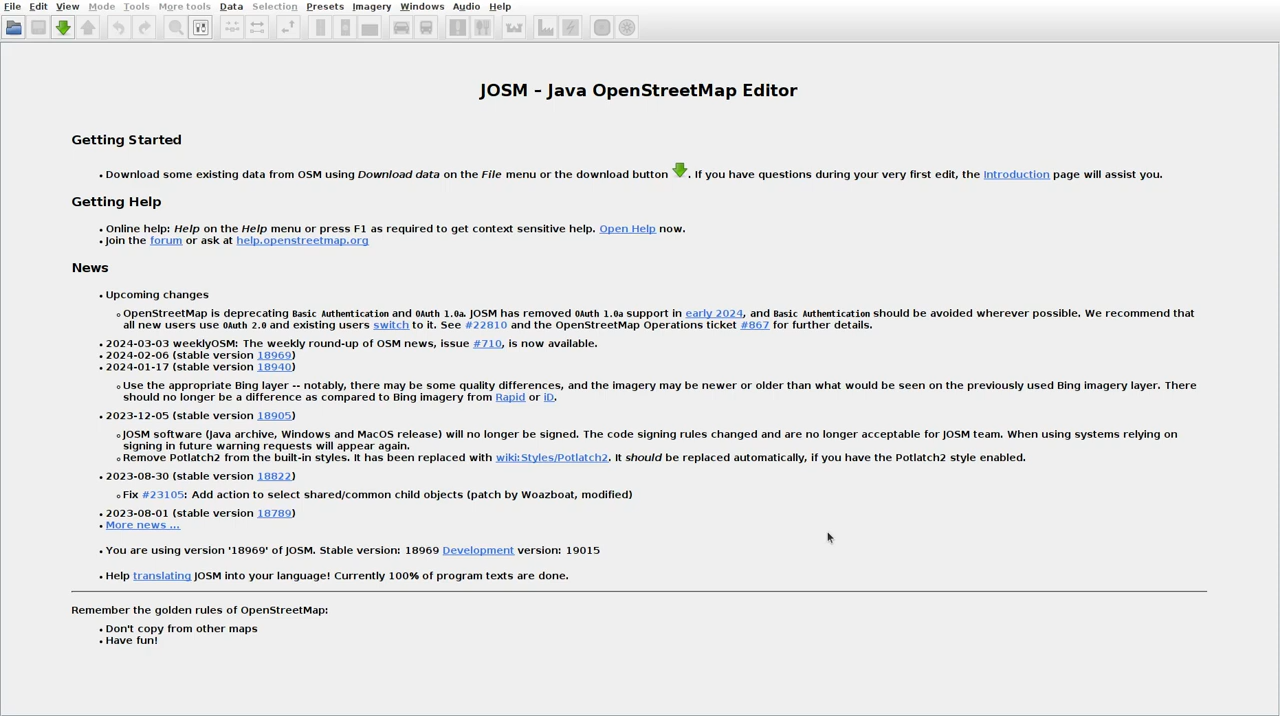 File Edit View Mode Tools More tools Data Selection Presets Imagery Windows Audio Help
JOSM – Java OpenStreetMap Editor
Getting Started
• Download some existing data from OSM using Download data on the File menu or the download button . If you have questions during your very first edit, the Introduction page will assist you.
Getting Help
• Online help: Help on the Help menu or press F1 as required to get context sensitive help. Open Help now.
• Join the forum or ask at help.openstreetmap.org
News
• Upcoming changes
◦ OpenStreetMap is deprecating Basic Authentication and OAuth 1.0a. JOSM has removed OAuth 1.0a support in early 2024, and Basic Authentication should be avoided wherever possible. We recommend that
all new users use OAuth 2.0 and existing users switch to it. See #22810 and the OpenStreetMap Operations ticket #867 for further details.
• 2024-03-03 weeklyOSM: The weekly round-up of OSM news, issue #710, is now available.
• 2024-02-06 (stable version 18969)
• 2024-01-17 (stable version 18940)
◦ Use the appropriate Bing layer -- notably, there may be some quality differences, and the imagery may be newer or older than what would be seen on the previously used Bing imagery layer. There
should no longer be a difference as compared to Bing imagery from Rapid or iD.
• 2023-12-05 (stable version 18905)
◦ JOSM software (Java archive, Windows and MacOS release) will no longer be signed. The code signing rules changed and are no longer acceptable for JOSM team. When using systems relying on
signing in future warning requests will appear again.
◦ Remove Potlatch2 from the built-in styles. It has been replaced with wiki:Styles/Potlatch2. It should be replaced automatically, if you have the Potlatch2 style enabled.
• 2023-08-30 (stable version 18822)
◦ Fix #23105: Add action to select shared/common child objects (patch by Woazboat, modified)
• 2023-08-01 (stable version 18789)
• More news ...
• You are using version '18969' of JOSM. Stable version: 18969 Development version: 19015
• Help translating JOSM into your language! Currently 100% of program texts are done.
Remember the golden rules of OpenStreetMap:
• Don't copy from other maps
• Have fun!